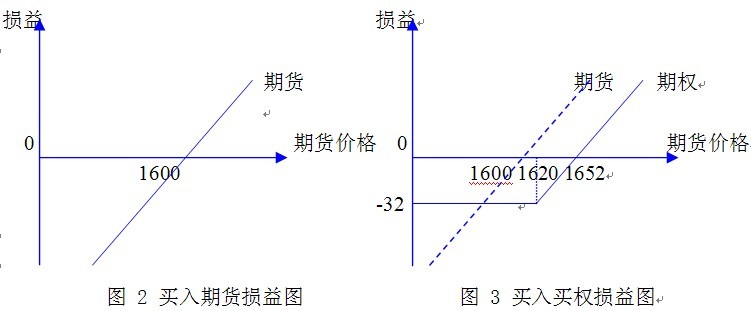 损益
期货
0
期货价格
1600
图 2 买入期货损益图
损益
期货 期权
0
期货价格
1600 1620 1652
-32
图 3 买入买权损益图